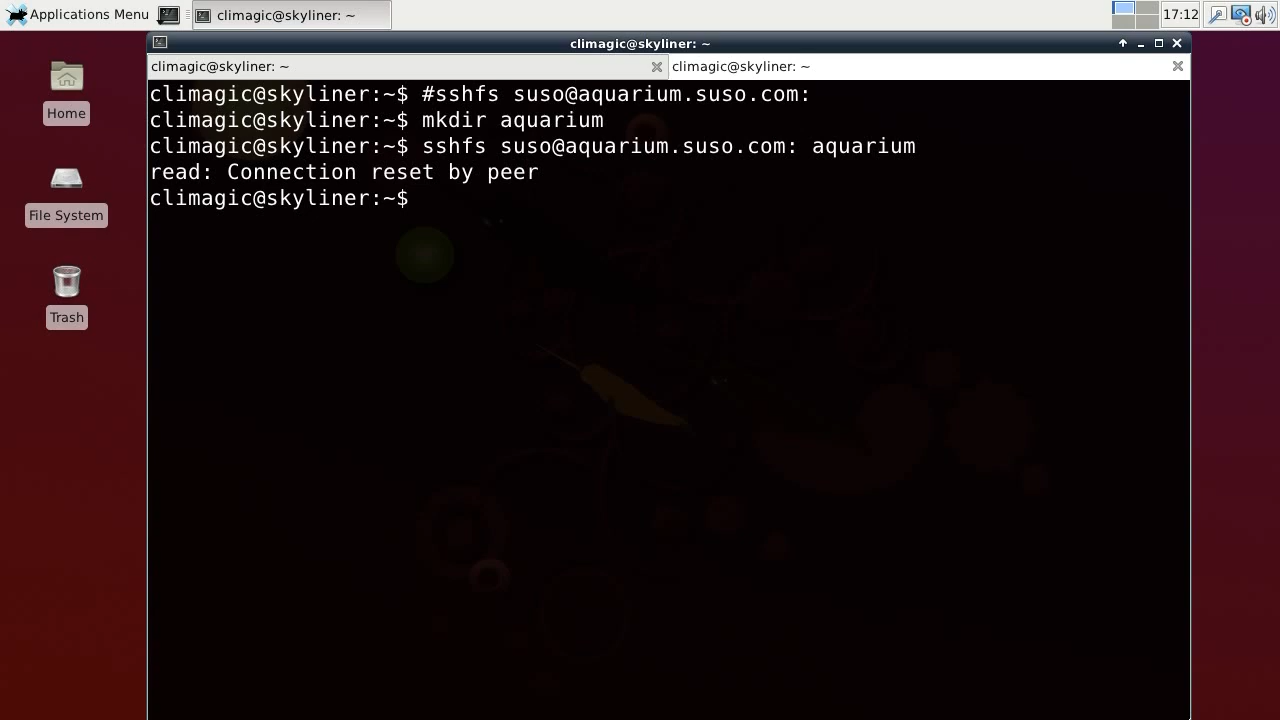 Applications Menu climagic@skyliner: ~ 17:12
climagic@skyliner: ~
climagic@skyliner: ~ climagic@skyliner: ~
climagic@skyliner:~$ #sshfs suso@aquarium.suso.com:
climagic@skyliner:~$ mkdir aquarium
climagic@skyliner:~$ sshfs suso@aquarium.suso.com: aquarium
read: Connection reset by peer
climagic@skyliner:~$
Home
File System
Trash